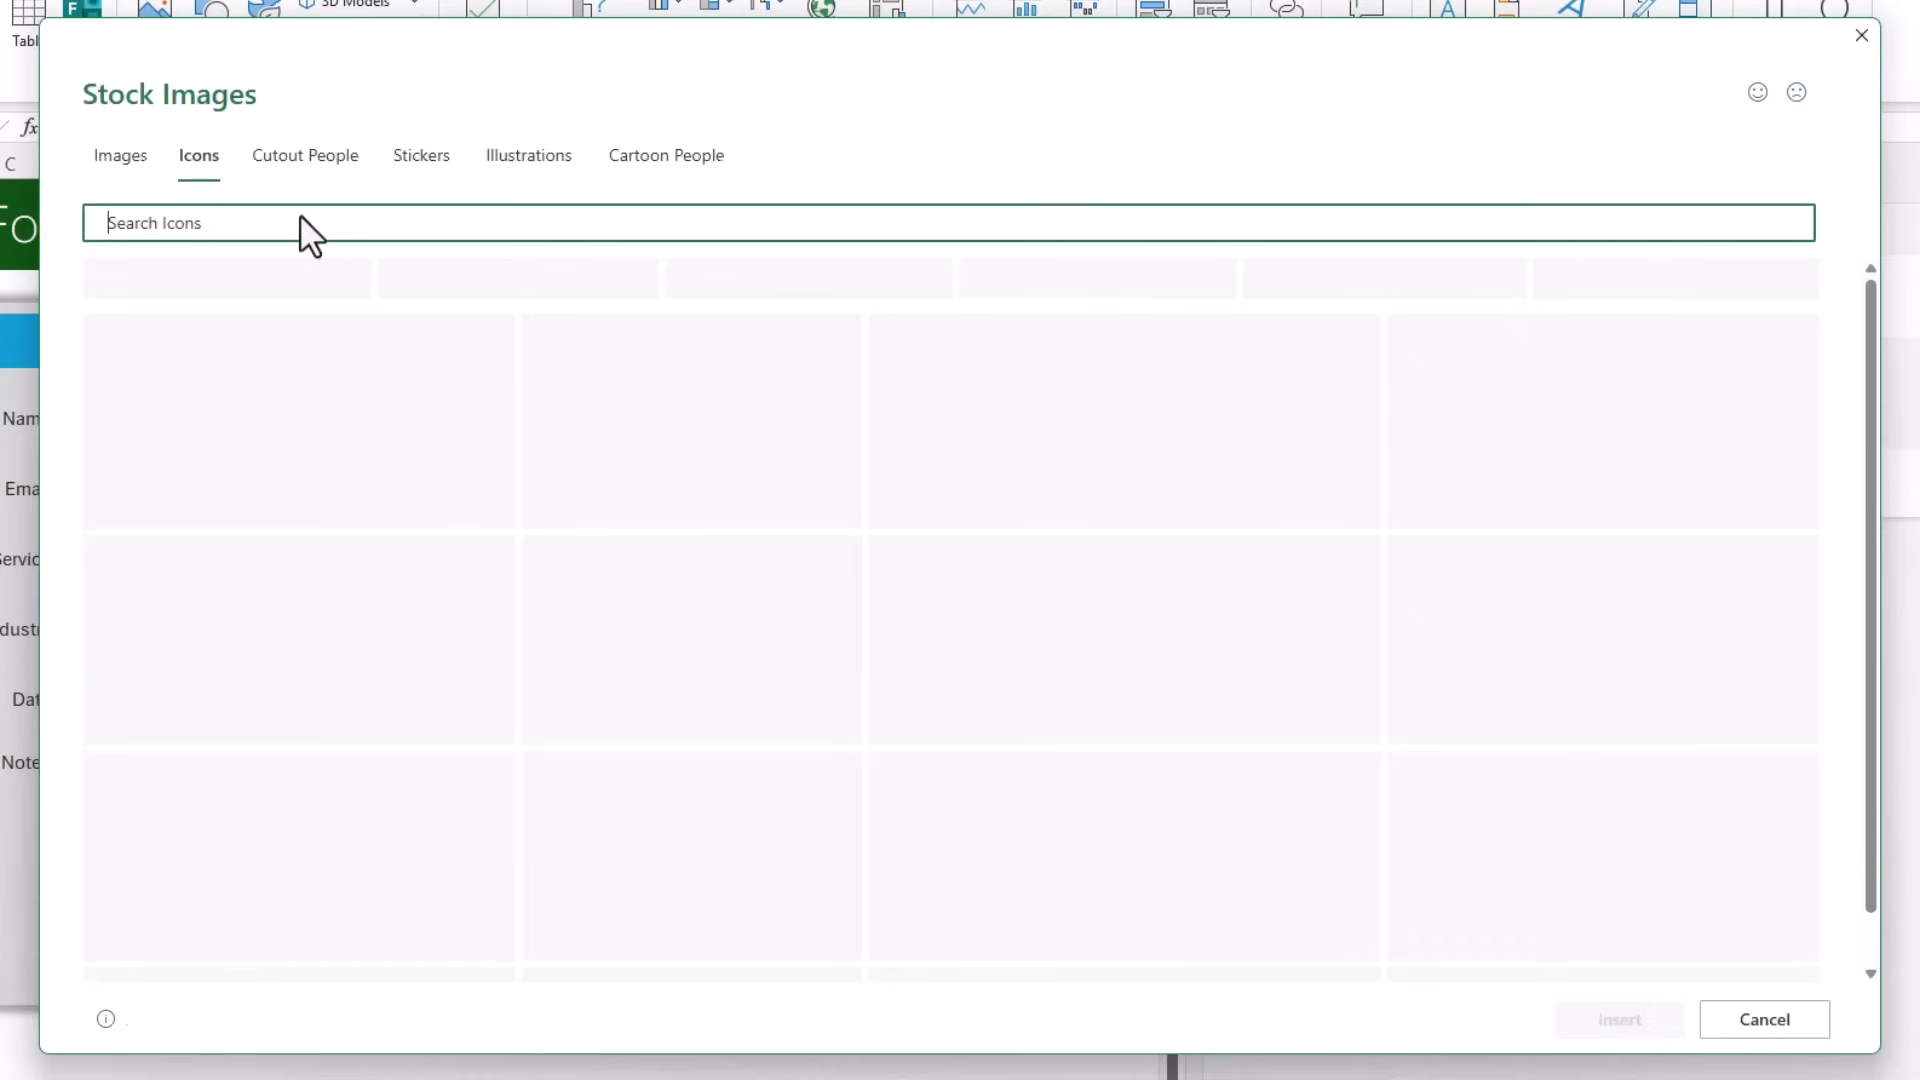 3D Models
Tabl
fx
C
Fo
Stock Images
Images Icons Cutout People Stickers Illustrations Cartoon People
Search Icons
Nam
Ema
Servic
dustr
Dat
Note
Insert Cancel